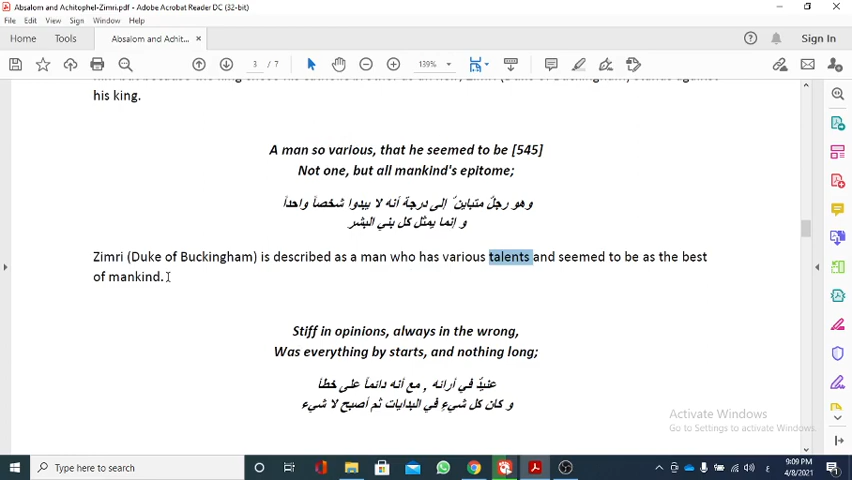 Absalom and Achitophel-Zimri.pdf - Adobe Acrobat Reader DC (32-bit)
File Edit View Sign Window Help
Home Tools Absalom and Achit... × Sign In
3 / 7 139%
his king.
A man so various, that he seemed to be [545]
Not one, but all mankind's epitome;
وهو رجلٌ متباينٌ إلى درجة أنه لا يبدوا شخصاً واحداً
و إنما يمثل كل بني البشر
Zimri (Duke of Buckingham) is described as a man who has various talents and seemed to be as the best
of mankind.
Stiff in opinions, always in the wrong,
Was everything by starts, and nothing long;
عنيدٌ في أرائه , مع أنه دائماً على خطأ
و كان كل شيءٍ في البدايات ثم أصبح لا شيء
Activate Windows
Go to Settings to activate Windows.
Type here to search
9:09 PM
4/8/2021